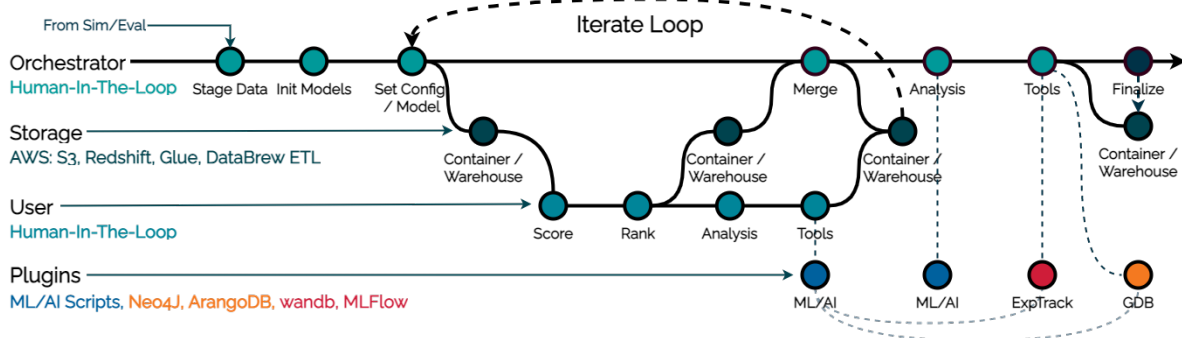 From Sim/Eval
Iterate Loop
Orchestrator
Human-In-The-Loop
Stage Data
Init Models
Set Config
/ Model
Merge
Analysis
Tools
Finalize
Storage
AWS: S3, Redshift, Glue, DataBrew ETL
Container /
Warehouse
Container /
Warehouse
Container /
Warehouse
Container /
Warehouse
User
Human-In-The-Loop
Score
Rank
Analysis
Tools
Plugins
ML/AI Scripts, Neo4J, ArangoDB, wandb, MLFlow
ML/AI
ML/AI
ExpTrack
GDB